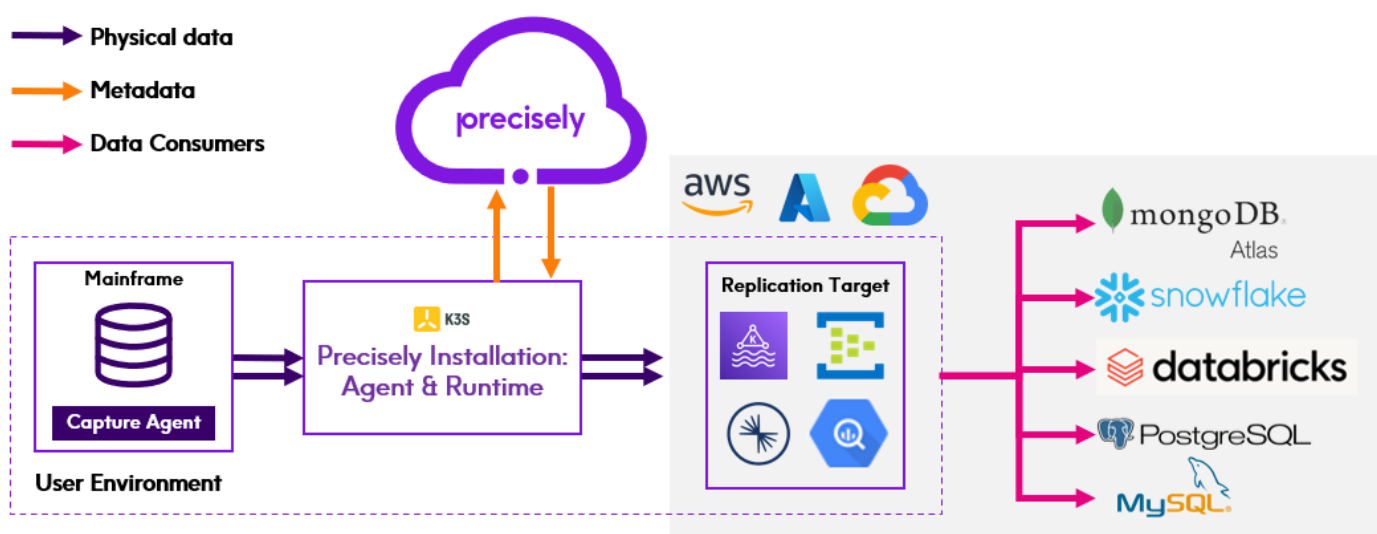 Physical data
Metadata
Data Consumers
precisely
aws
mongoDB
Atlas
snowflake
databricks
PostgreSQL
MySQL
Mainframe
Capture Agent
User Environment
K3S
Precisely Installation:
Agent & Runtime
Replication Target
K